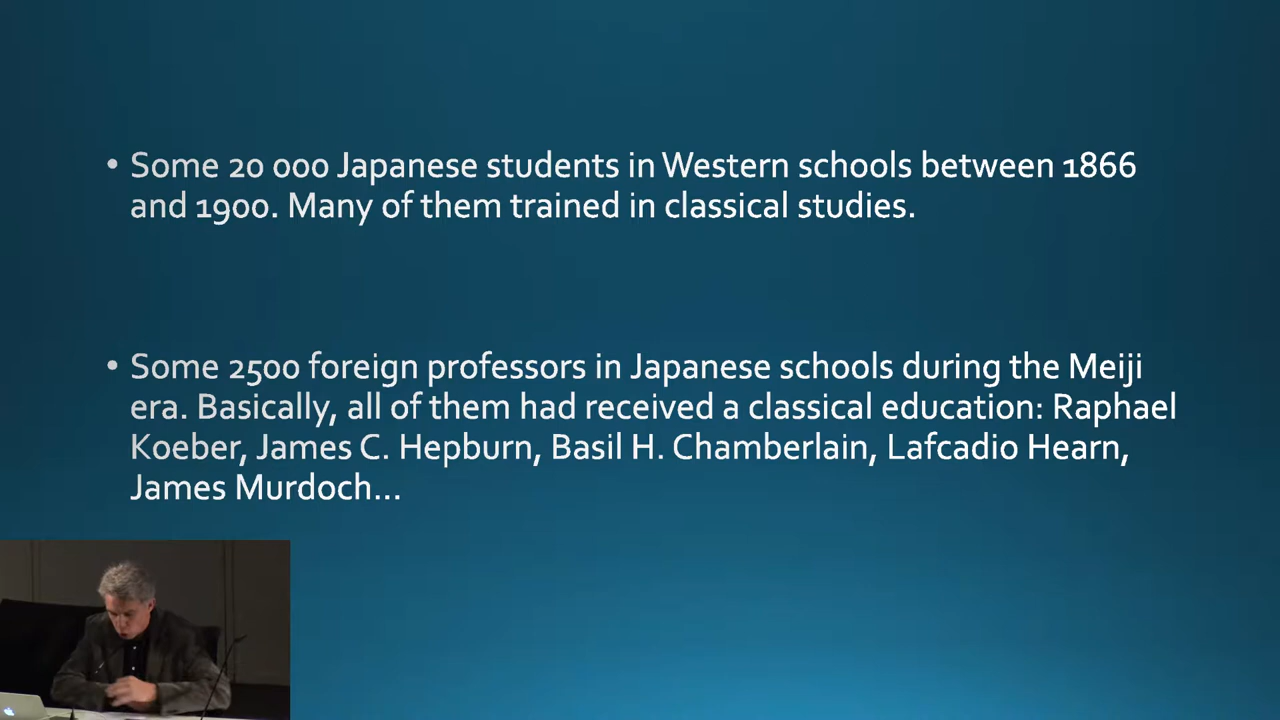 • Some 20 000 Japanese students in Western schools between 1866
and 1900. Many of them trained in classical studies.
• Some 2500 foreign professors in Japanese schools during the Meiji
era. Basically, all of them had received a classical education: Raphael
Koeber, James C. Hepburn, Basil H. Chamberlain, Lafcadio Hearn,
James Murdoch...